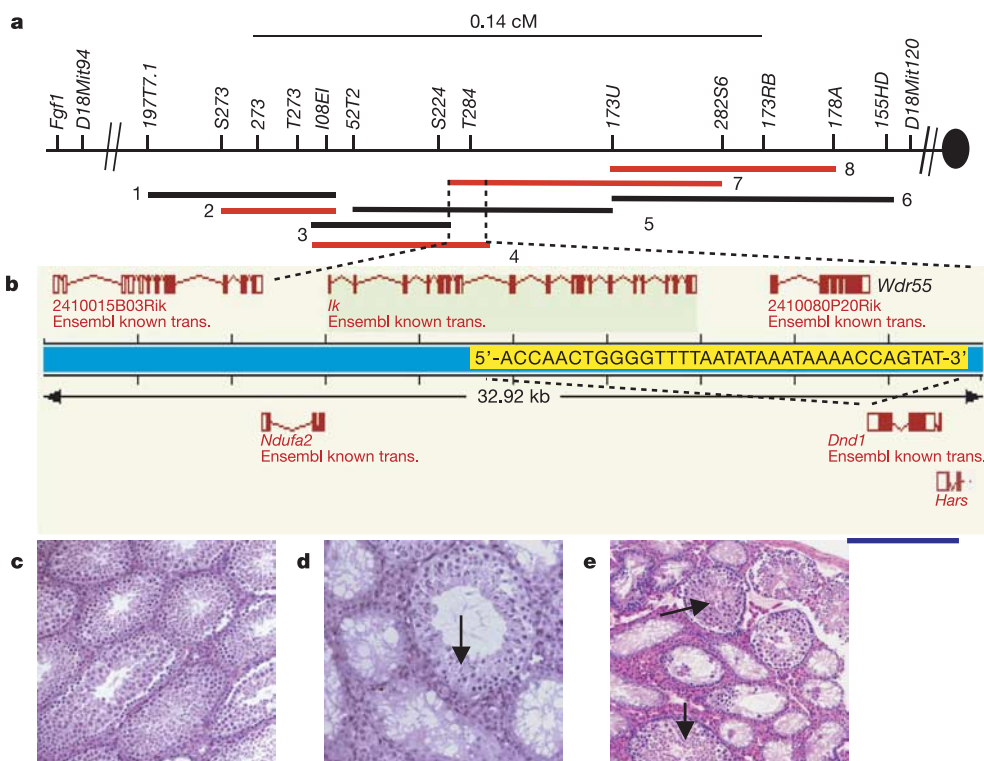 a
0.14 cM
Fgf1 D18Mit94 197T7.1 S273 273 T273 I08EI 52T2 S224 T284 173U 282S6 173RB 178A 155HD D18Mit120
8
7
1
6
2
5
3
4
b
2410015B03Rik
Ensembl known trans.
Ik
Ensembl known trans.
Wdr55
2410080P20Rik
Ensembl known trans.
5'-ACCAACTGGGGTTTTAATATAAATAAAACCAGTAT-3'
32.92 kb
Ndufa2
Ensembl known trans.
Dnd1
Ensembl known trans.
Hars
c d e